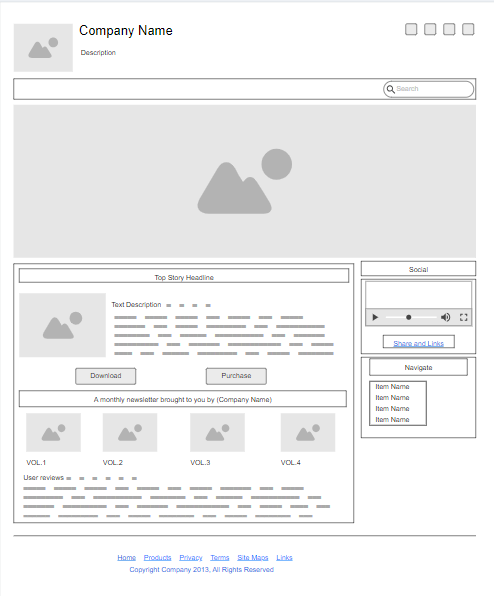 Company Name
Description
Search
Top Story Headline
Text Description
Download
Purchase
A monthly newsletter brought to you by (Company Name)
VOL.1
VOL.2
VOL.3
VOL.4
User reviews
Social
Share and Links
Navigate
Item Name
Item Name
Item Name
Item Name
Home Products Privacy Terms Site Maps Links
Copyright Company 2013, All Rights Reserved